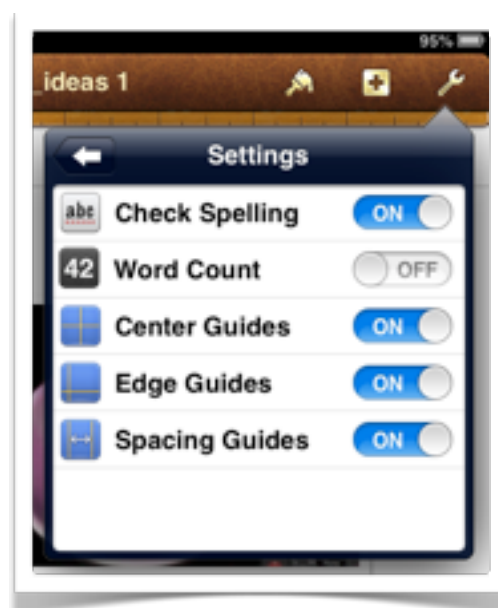 95%
_ideas 1
Settings
abc Check Spelling ON
42 Word Count OFF
Center Guides ON
Edge Guides ON
Spacing Guides ON